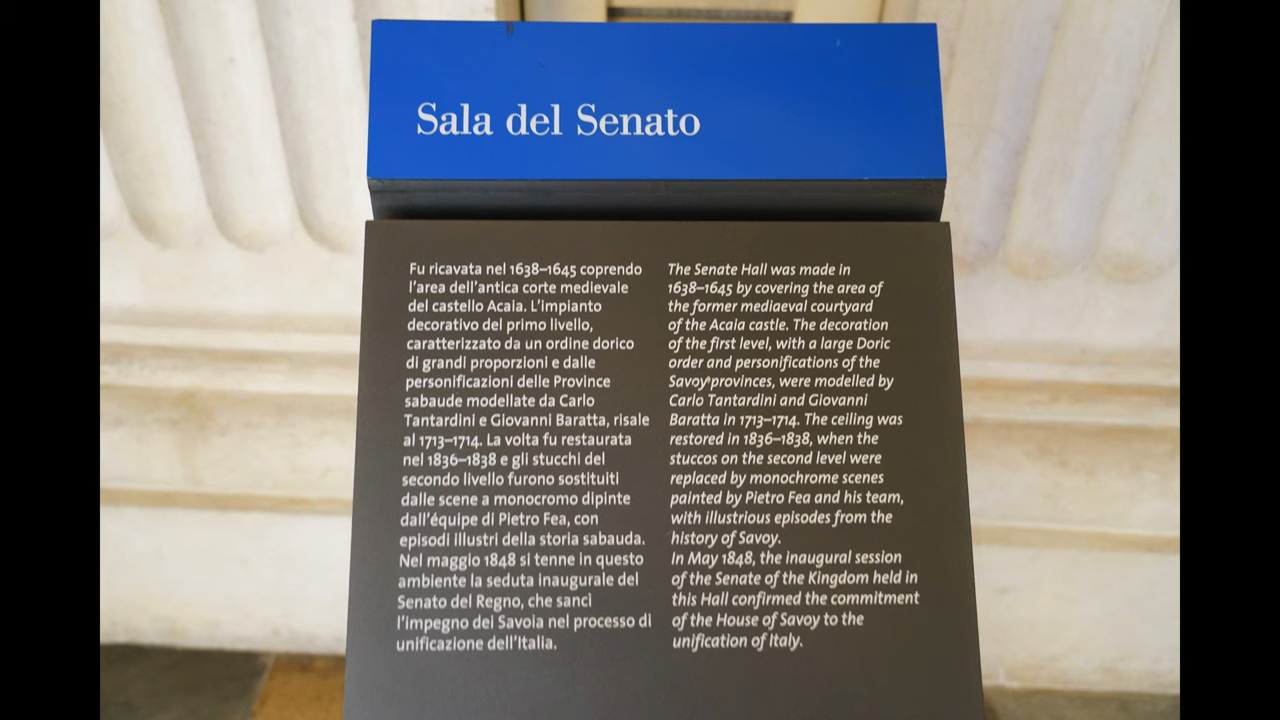 Sala del Senato
Fu ricavata nel 1638–1645 coprendo
l'area dell'antica corte medievale
del castello Acaia. L'impianto
decorativo del primo livello,
caratterizzato da un ordine dorico
di grandi proporzioni e dalle
personificazioni delle Province
sabaude modellate da Carlo
Tantardini e Giovanni Baratta, risale
al 1713–1714. La volta fu restaurata
nel 1836–1838 e gli stucchi del
secondo livello furono sostituiti
dalle scene a monocromo dipinte
dall'équipe di Pietro Fea, con
episodi illustri della storia sabauda.
Nel maggio 1848 si tenne in questo
ambiente la seduta inaugurale del
Senato del Regno, che sancì
l'impegno dei Savoia nel processo di
unificazione dell'Italia.
The Senate Hall was made in
1638–1645 by covering the area of
the former mediaeval courtyard
of the Acaia castle. The decoration
of the first level, with a large Doric
order and personifications of the
Savoy provinces, were modelled by
Carlo Tantardini and Giovanni
Baratta in 1713–1714. The ceiling was
restored in 1836–1838, when the
stuccos on the second level were
replaced by monochrome scenes
painted by Pietro Fea and his team,
with illustrious episodes from the
history of Savoy.
In May 1848, the inaugural session
of the Senate of the Kingdom held in
this Hall confirmed the commitment
of the House of Savoy to the
unification of Italy.